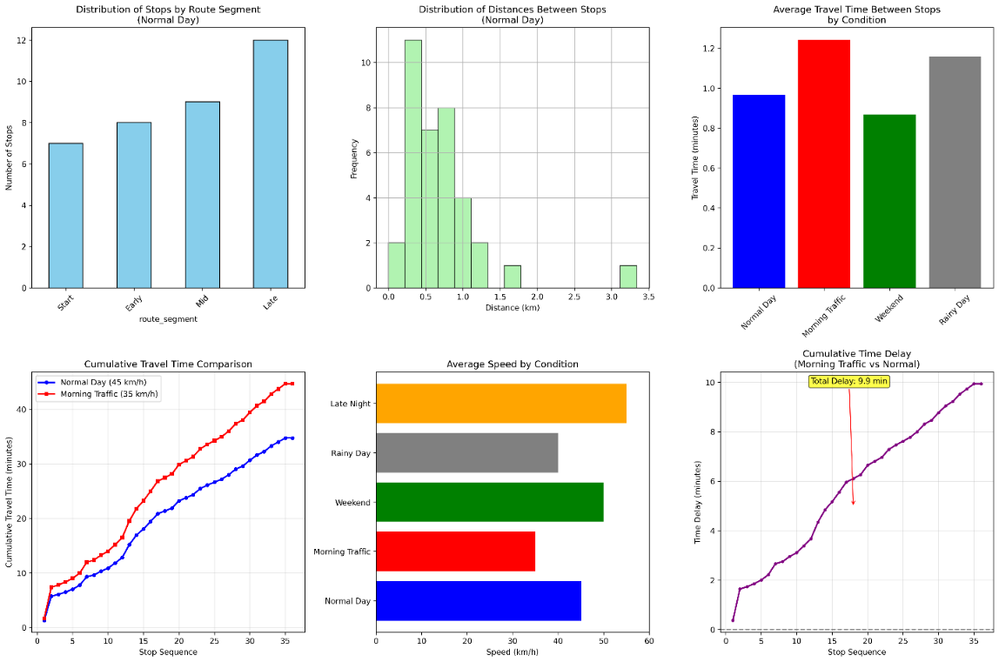 Distribution of Stops by Route Segment
(Normal Day)
Number of Stops
12
10
8
6
4
2
0
Start
Early
Mid
Late
route_segment
Distribution of Distances Between Stops
(Normal Day)
Frequency
10
8
6
4
2
0
0.0 0.5 1.0 1.5 2.0 2.5 3.0 3.5
Distance (km)
Average Travel Time Between Stops
by Condition
Travel Time (minutes)
1.2
1.0
0.8
0.6
0.4
0.2
0.0
Normal Day
Morning Traffic
Weekend
Rainy Day
Cumulative Travel Time Comparison
Normal Day (45 km/h)
Morning Traffic (35 km/h)
Cumulative Travel Time (minutes)
40
30
20
10
0
0 5 10 15 20 25 30 35
Stop Sequence
Average Speed by Condition
Late Night
Rainy Day
Weekend
Morning Traffic
Normal Day
0 10 20 30 40 50 60
Speed (km/h)
Cumulative Time Delay
(Morning Traffic vs Normal)
Total Delay: 9.9 min
Time Delay (minutes)
10
8
6
4
2
0
0 5 10 15 20 25 30 35
Stop Sequence